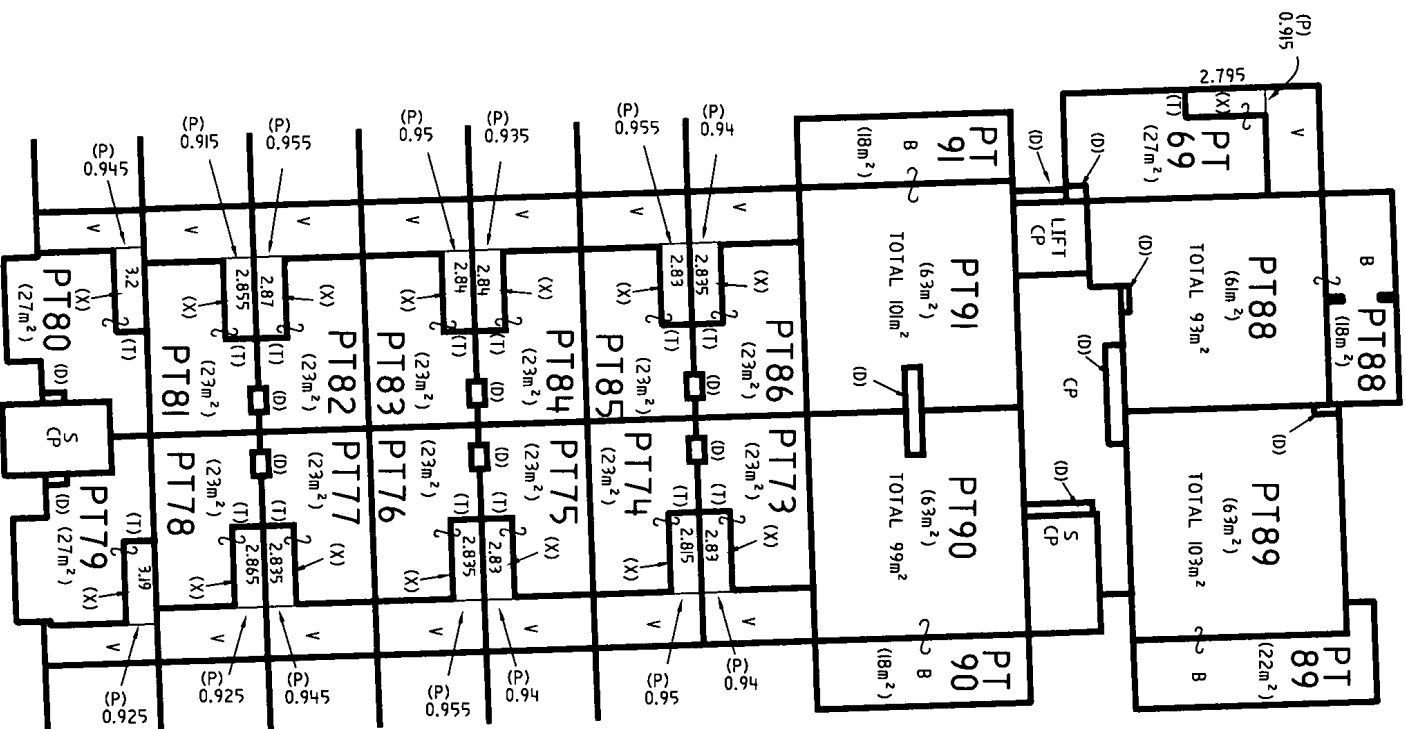 (P)
0.915
2.795
V
(X)
(T)
PT
69
(27m²)
(D)
(D)
LIFT
CP
(D)
B
PT88
(18m²)
PT88
(61m²)
TOTAL 93m²
(D)
CP
(D)
PT89
(63m²)
TOTAL 103m²
PT
89
(22m²)
B
(D)
S
CP
PT
91
B
(18m²)
PT91
(63m²)
TOTAL 101m²
(D)
PT90
(63m²)
TOTAL 99m²
PT
90
B
(18m²)
(P)
0.94
(P)
0.955
V
V
2.835
2.83
(X)
(X)
(T)
(T)
PT86
(23m²)
PT85
(23m²)
(D)
(D)
PT73
(23m²)
PT74
(23m²)
(T)
(T)
2.83
2.815
(X)
(X)
V
V
(P)
0.94
(P)
0.95
(P)
0.935
(P)
0.95
V
V
2.84
2.84
(X)
(X)
(T)
(T)
PT84
(23m²)
PT83
(23m²)
(D)
(D)
PT75
(23m²)
PT76
(23m²)
(T)
(T)
2.83
2.835
(X)
(X)
V
V
(P)
0.94
(P)
0.955
(P)
0.955
(P)
0.915
V
V
2.87
2.855
(X)
(X)
(T)
(T)
PT82
(23m²)
PT81
(23m²)
(D)
(D)
PT77
(23m²)
PT78
(23m²)
(T)
(T)
2.835
2.865
(X)
(X)
V
V
(P)
0.945
(P)
0.925
(P)
0.945
V
3.2
(X)
(T)
PT80
(27m²)
(D)
S
CP
(D)
PT79
(27m²)
(T)
3.19
(X)
V
(P)
0.925